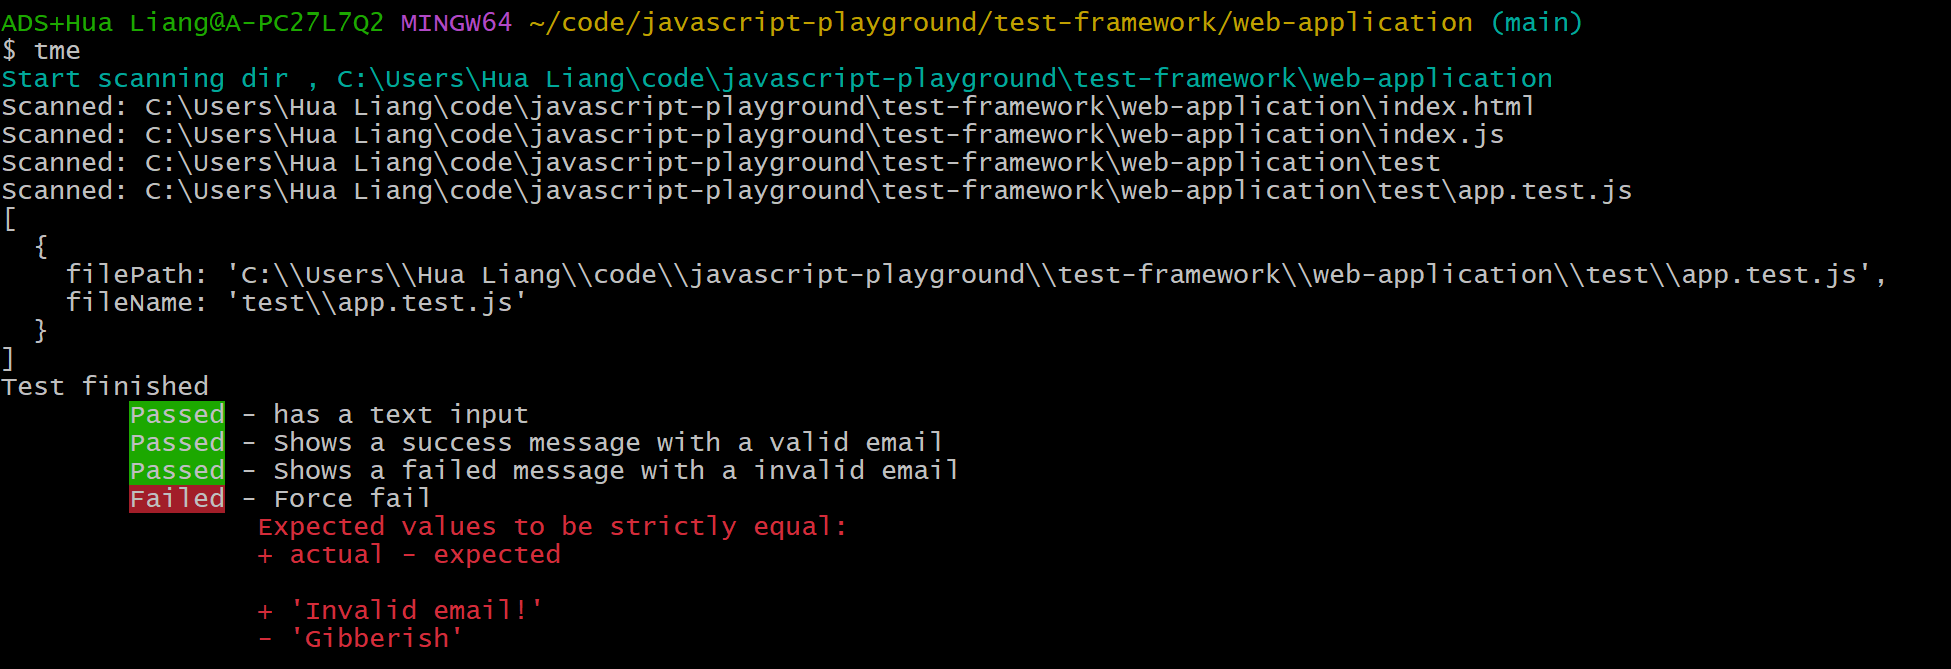 ADS+Hua Liang@A-PC27L7Q2 MINGW64 ~/code/javascript-playground/test-framework/web-application (main)
$ tme
Start scanning dir , C:\Users\Hua Liang\code\javascript-playground\test-framework\web-application
Scanned: C:\Users\Hua Liang\code\javascript-playground\test-framework\web-application\index.html
Scanned: C:\Users\Hua Liang\code\javascript-playground\test-framework\web-application\index.js
Scanned: C:\Users\Hua Liang\code\javascript-playground\test-framework\web-application\test
Scanned: C:\Users\Hua Liang\code\javascript-playground\test-framework\web-application\test\app.test.js
[
  {
    filePath: 'C:\\Users\\Hua Liang\\code\\javascript-playground\\test-framework\\web-application\\test\\app.test.js',
    fileName: 'test\\app.test.js'
  }
]
Test finished
        Passed - has a text input
        Passed - Shows a success message with a valid email
        Passed - Shows a failed message with a invalid email
        Failed - Force fail
                Expected values to be strictly equal:
                + actual - expected

                + 'Invalid email!'
                - 'Gibberish'